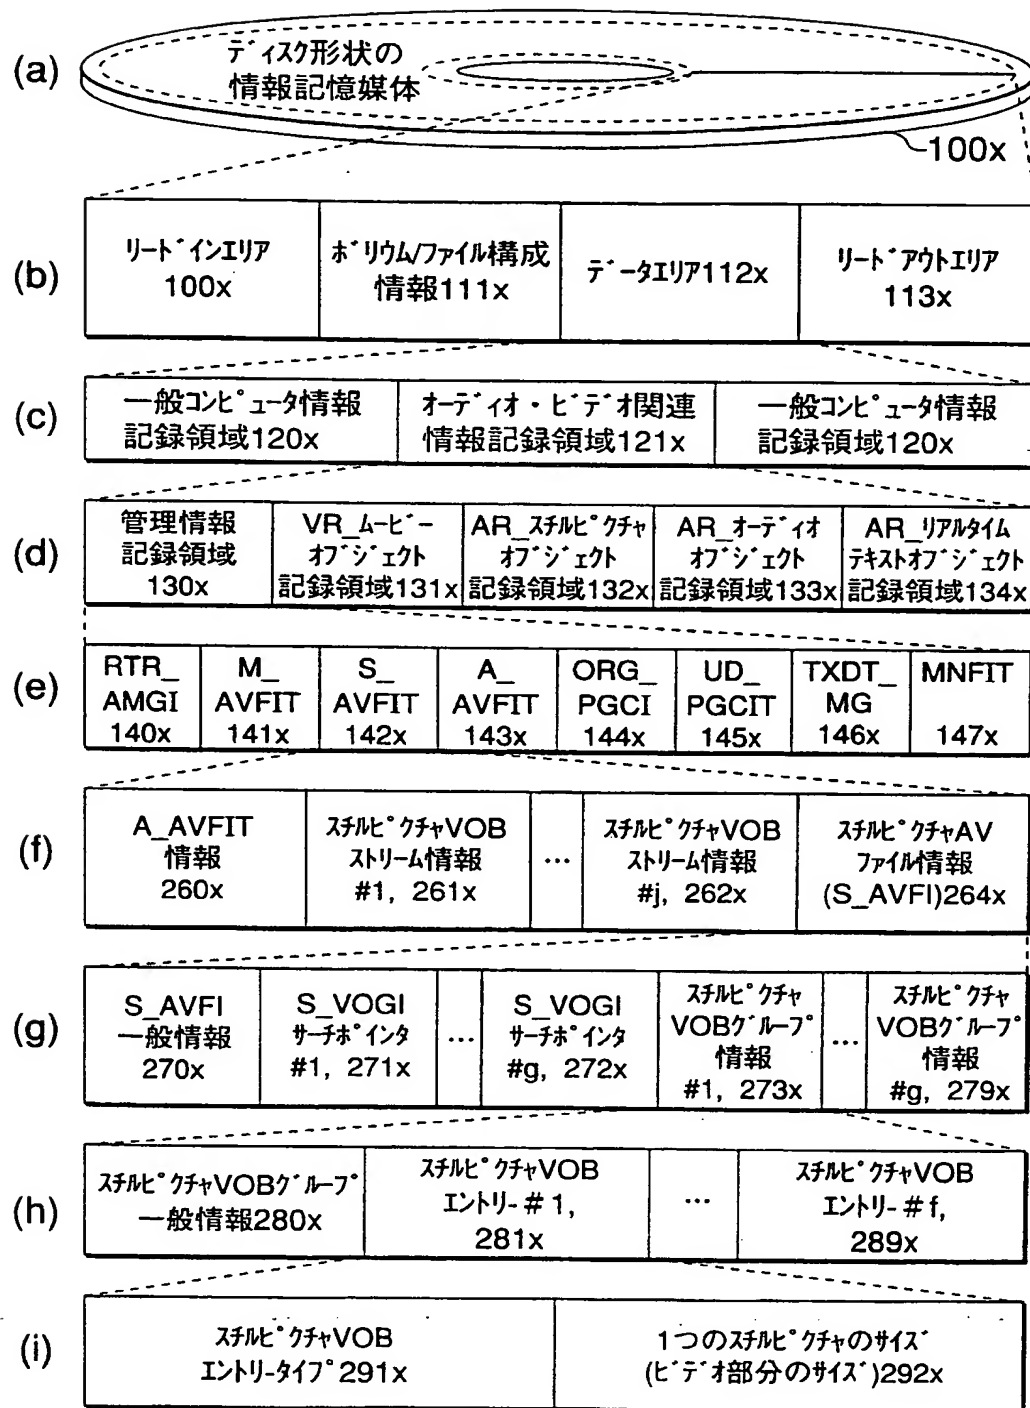 (a)
ディスク形状の
情報記憶媒体
100x
(b)
リードインエリア
100x
ボリウム/ファイル構成
情報111x
データエリア112x
リードアウトエリア
113x
(c)
一般コンピュータ情報
記録領域120x
オーディオ・ビデオ関連
情報記録領域121x
一般コンピュータ情報
記録領域120x
(d)
管理情報
記録領域
130x
VR_ムービー
オブジェクト
記録領域131x
AR_スチルピクチャ
オブジェクト
記録領域132x
AR_オーディオ
オブジェクト
記録領域133x
AR_リアルタイム
テキストオブジェクト
記録領域134x
(e)
RTR_
AMGI
140x
M_
AVFIT
141x
S_
AVFIT
142x
A_
AVFIT
143x
ORG_
PGCI
144x
UD_
PGCIT
145x
TXDT_
MG
146x
MNFIT
147x
(f)
A_AVFIT
情報
260x
スチルピクチャVOB
ストリーム情報
#1, 261x
…
スチルピクチャVOB
ストリーム情報
#j, 262x
スチルピクチャAV
ファイル情報
(S_AVFI)264x
(g)
S_AVFI
一般情報
270x
S_VOGI
サーチポインタ
#1, 271x
…
S_VOGI
サーチポインタ
#g, 272x
スチルピクチャ
VOBグループ
情報
#1, 273x
…
スチルピクチャ
VOBグループ
情報
#g, 279x
(h)
スチルピクチャVOBグループ
一般情報280x
スチルピクチャVOB
エントリー#1,
281x
…
スチルピクチャVOB
エントリー#f,
289x
(i)
スチルピクチャVOB
エントリータイプ291x
1つのスチルピクチャのサイズ
(ビデオ部分のサイズ)292x